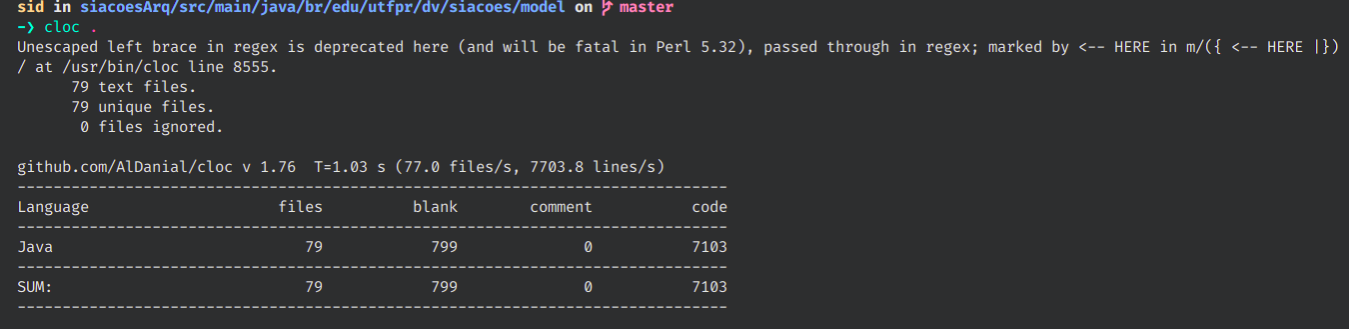 sid in siacoesArq/src/main/java/br/edu/utfpr/dv/siacoes/model on master
-> cloc .
Unescaped left brace in regex is deprecated here (and will be fatal in Perl 5.32), passed through in regex; marked by <-- HERE in m/({ <-- HERE |})
/ at /usr/bin/cloc line 8555.
      79 text files.
      79 unique files.
       0 files ignored.
github.com/AlDanial/cloc v 1.76  T=1.03 s (77.0 files/s, 7703.8 lines/s)
-------------------------------------------------------------------------------
Language                     files          blank        comment           code
-------------------------------------------------------------------------------
Java                            79            799              0           7103
-------------------------------------------------------------------------------
SUM:                            79            799              0           7103
-------------------------------------------------------------------------------